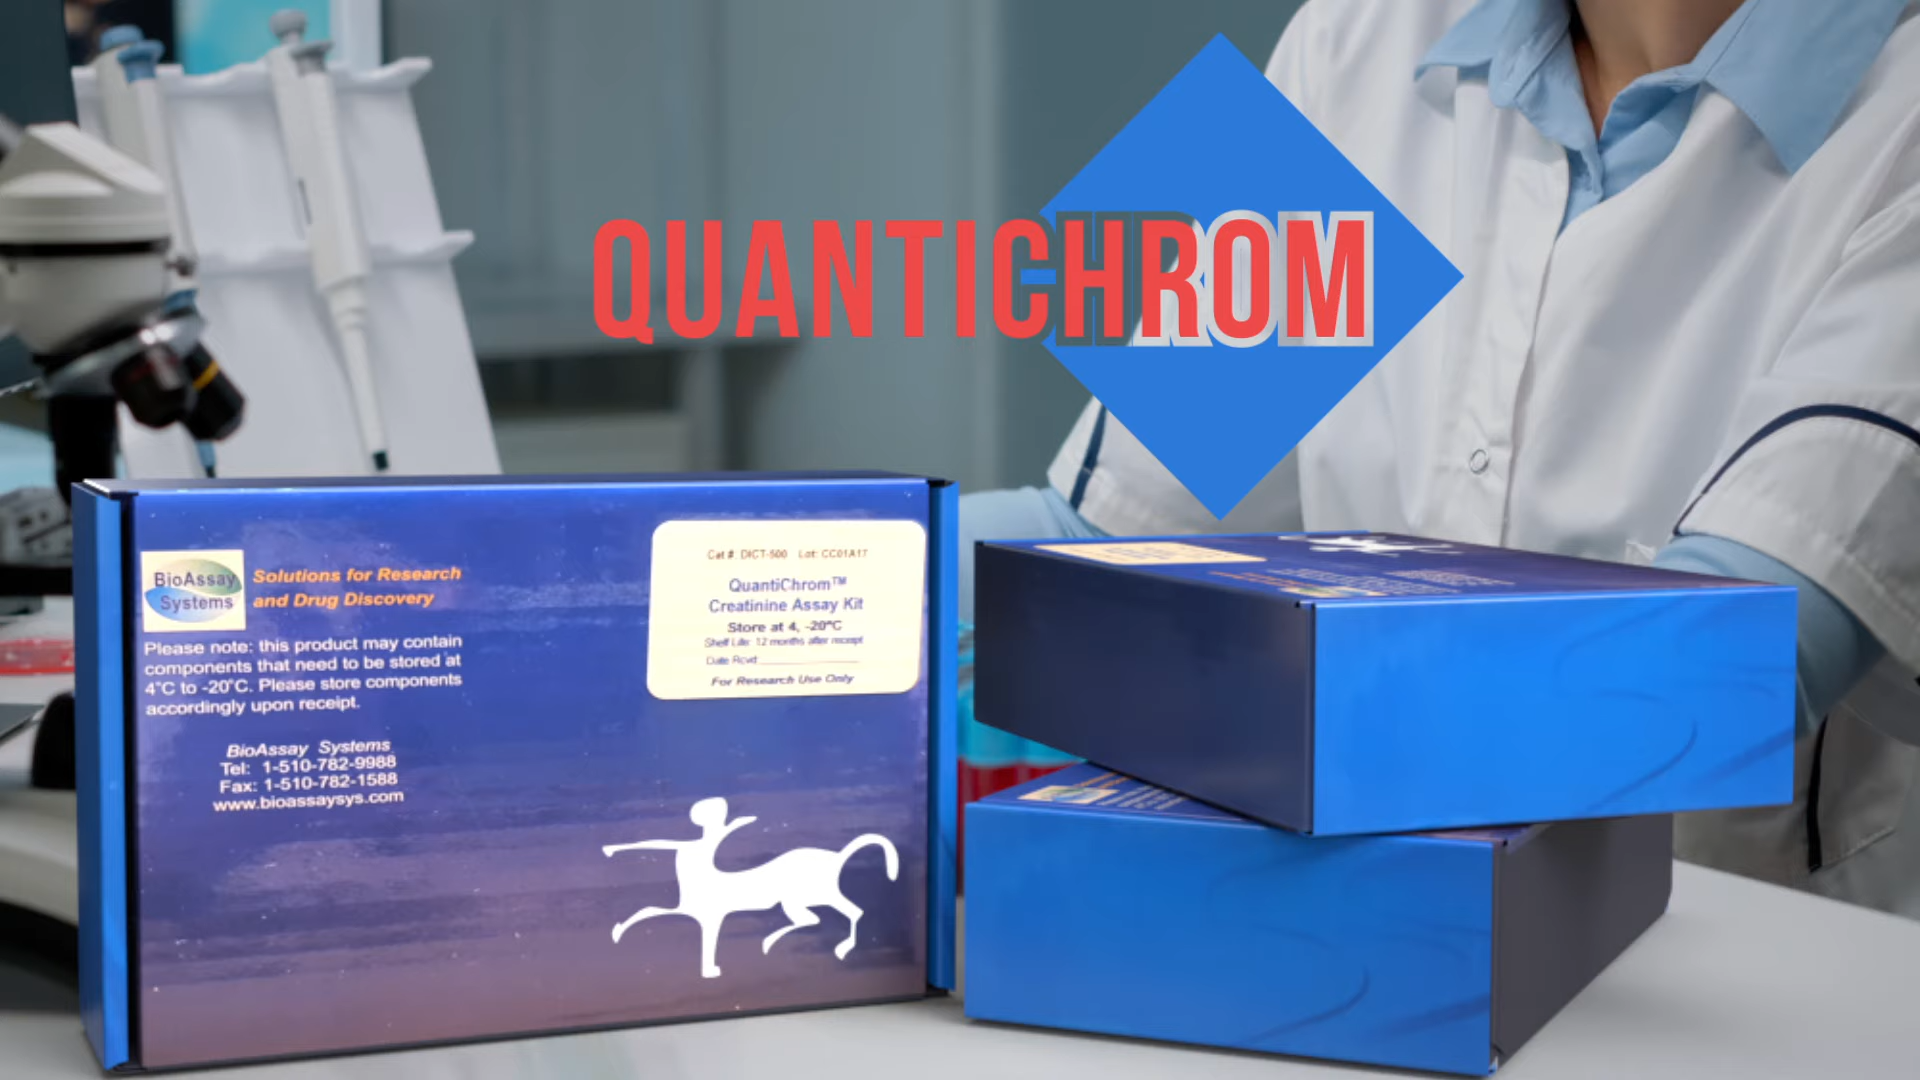 QUANTICHROM
BioAssay
Systems
Solutions for Research
and Drug Discovery
Please note: this product may contain
components that need to be stored at
4°C to -20°C. Please store components
accordingly upon receipt.
BioAssay Systems
Tel: 1-510-782-9988
Fax: 1-510-782-1588
www.bioassaysys.com
Cat #: DICT-500 Lot: CC01A17
QuantiChrom™
Creatinine Assay Kit
Store at 4, -20°C
Shelf Life: 12 months after receipt
Date Rcvd:
For Research Use Only